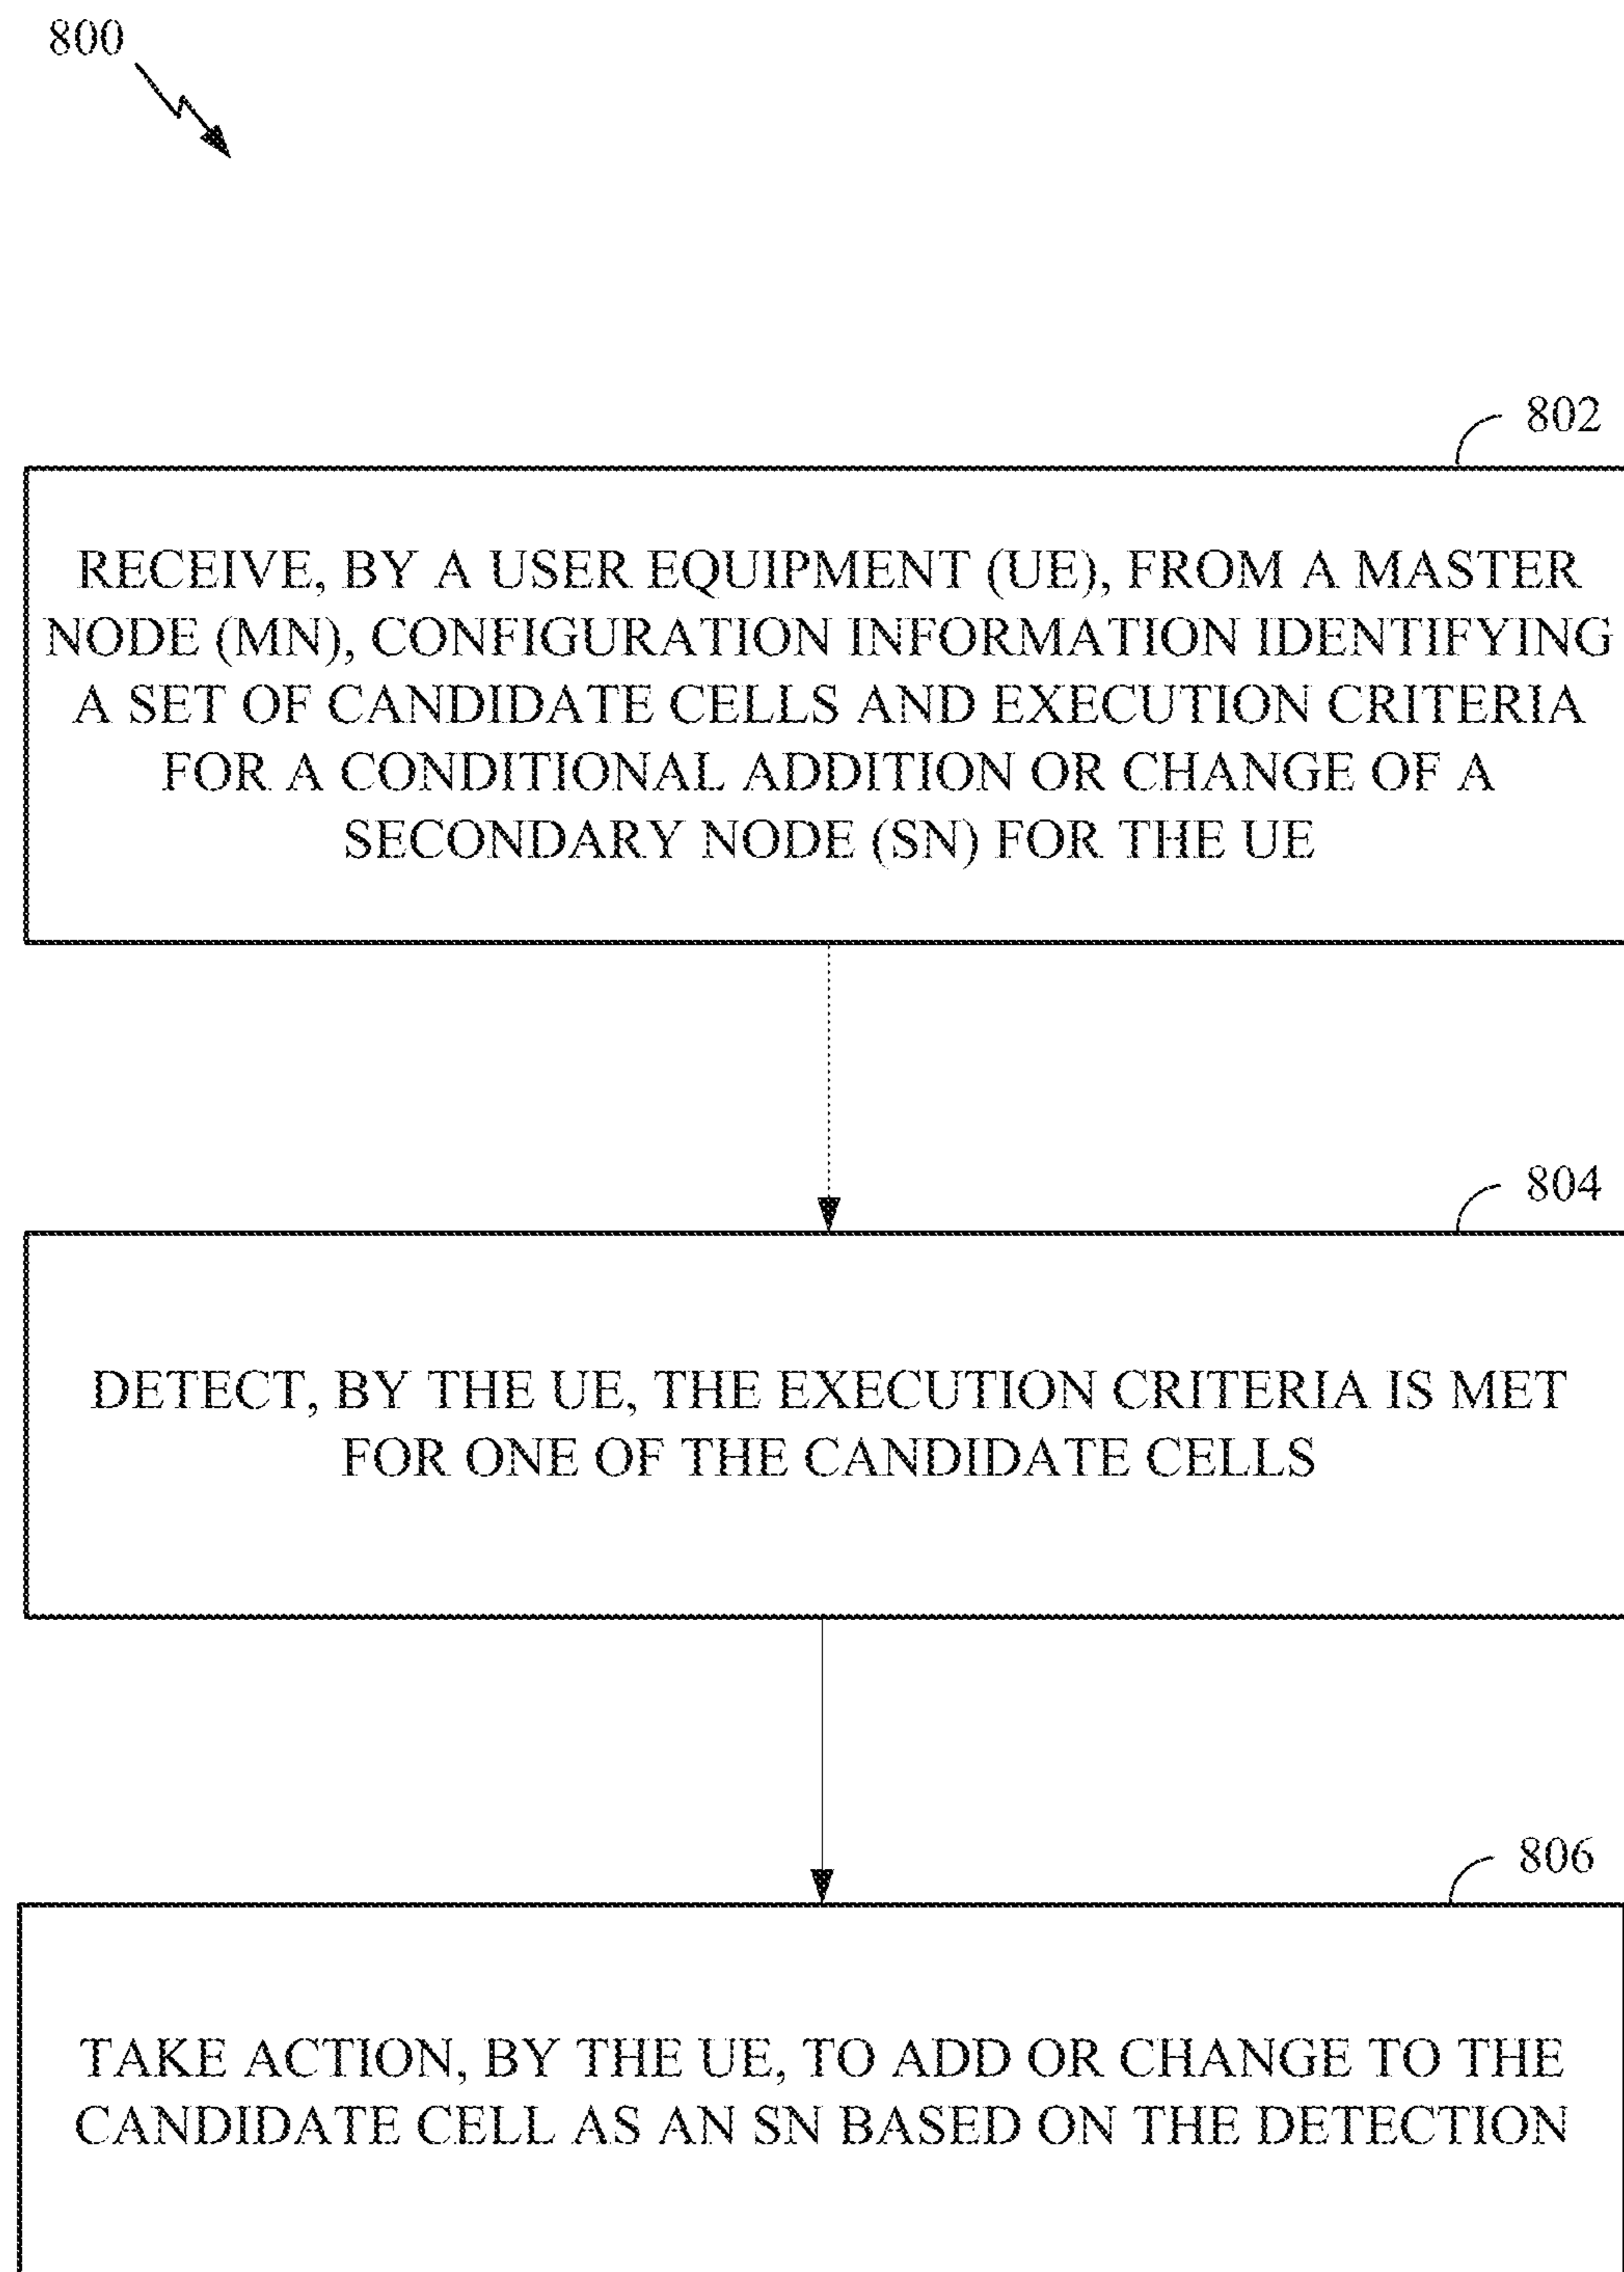 800
802
RECEIVE, BY A USER EQUIPMENT (UE), FROM A MASTER
NODE (MN), CONFIGURATION INFORMATION IDENTIFYING
A SET OF CANDIDATE CELLS AND EXECUTION CRITERIA
FOR A CONDITIONAL ADDITION OR CHANGE OF A
SECONDARY NODE (SN) FOR THE UE
804
DETECT, BY THE UE, THE EXECUTION CRITERIA IS MET
FOR ONE OF THE CANDIDATE CELLS
806
TAKE ACTION, BY THE UE, TO ADD OR CHANGE TO THE
CANDIDATE CELL AS AN SN BASED ON THE DETECTION